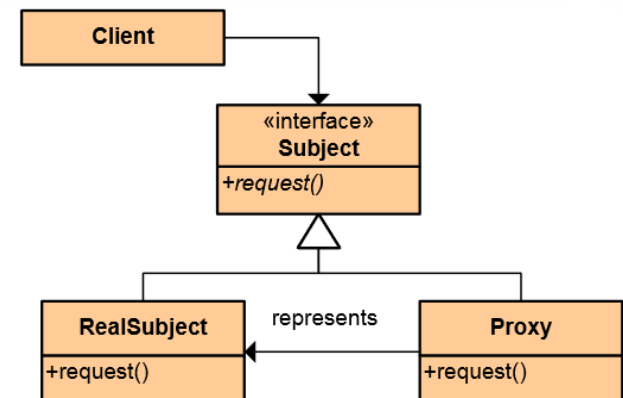 Client
«interface»
Subject
+request()
RealSubject
represents
Proxy
+request()
+request()